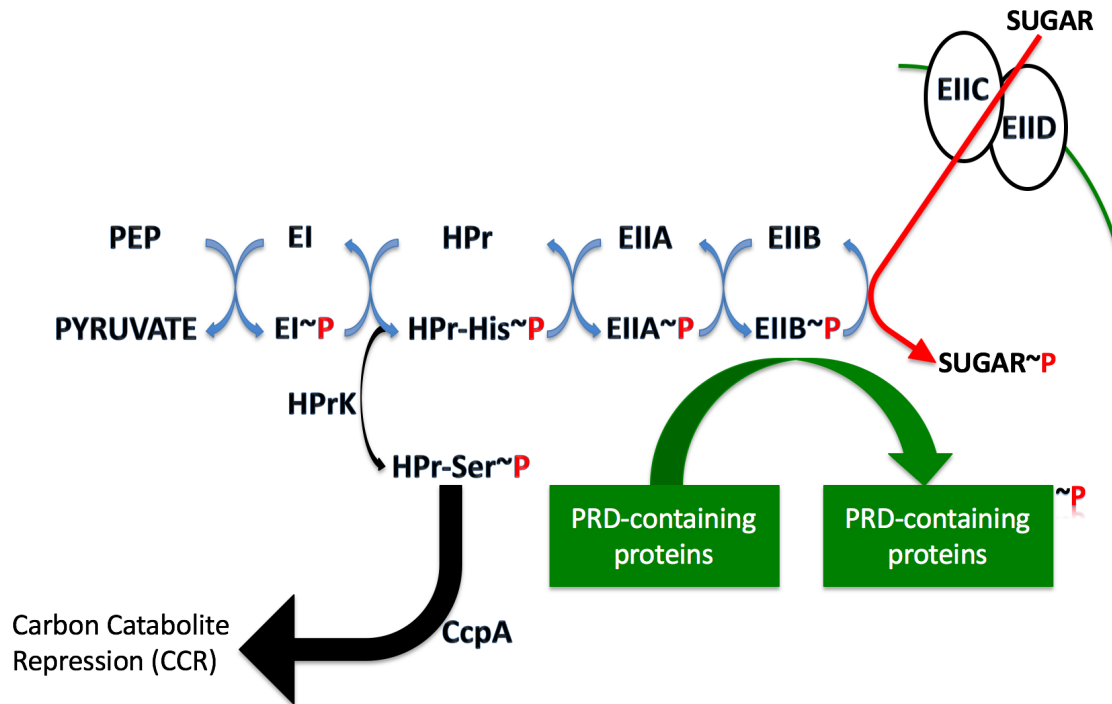 SUGAR
EIIC
EIID
PEP EI HPr EIIA EIIB
PYRUVATE EI~P HPr-His~P EIIA~P EIIB~P
SUGAR~P
HPrK
HPr-Ser~P
PRD-containing
proteins
PRD-containing
proteins
~P
CcpA
Carbon Catabolite
Repression (CCR)